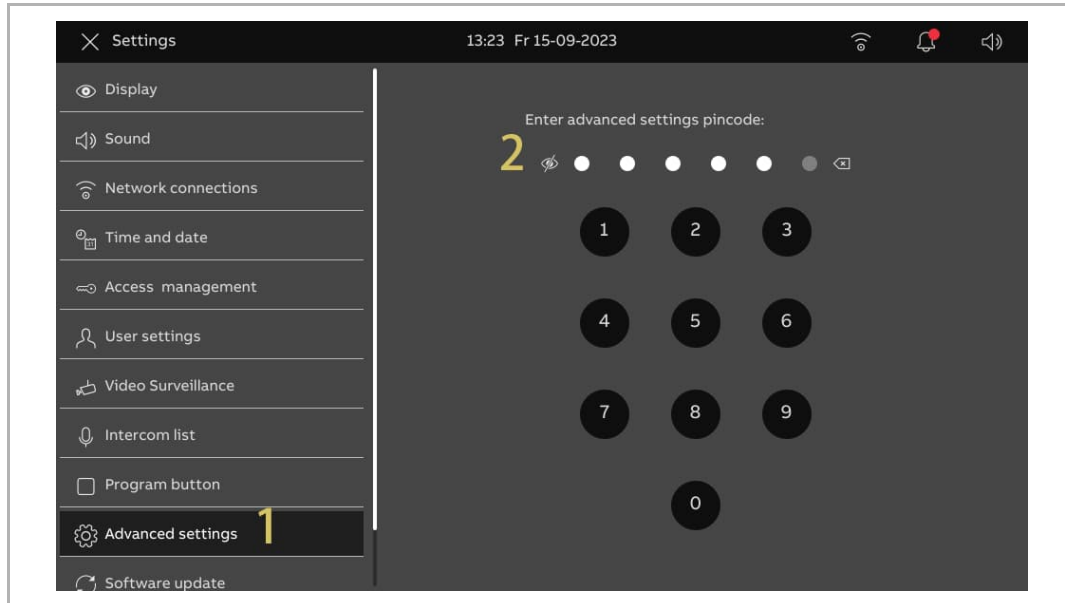 Settings
13:23 Fr 15-09-2023
Display
Sound
Network connections
Time and date
Access management
User settings
Video Surveillance
Intercom list
Program button
Advanced settings 1
Software update
Enter advanced settings pincode:
2
1 2 3
4 5 6
7 8 9
0